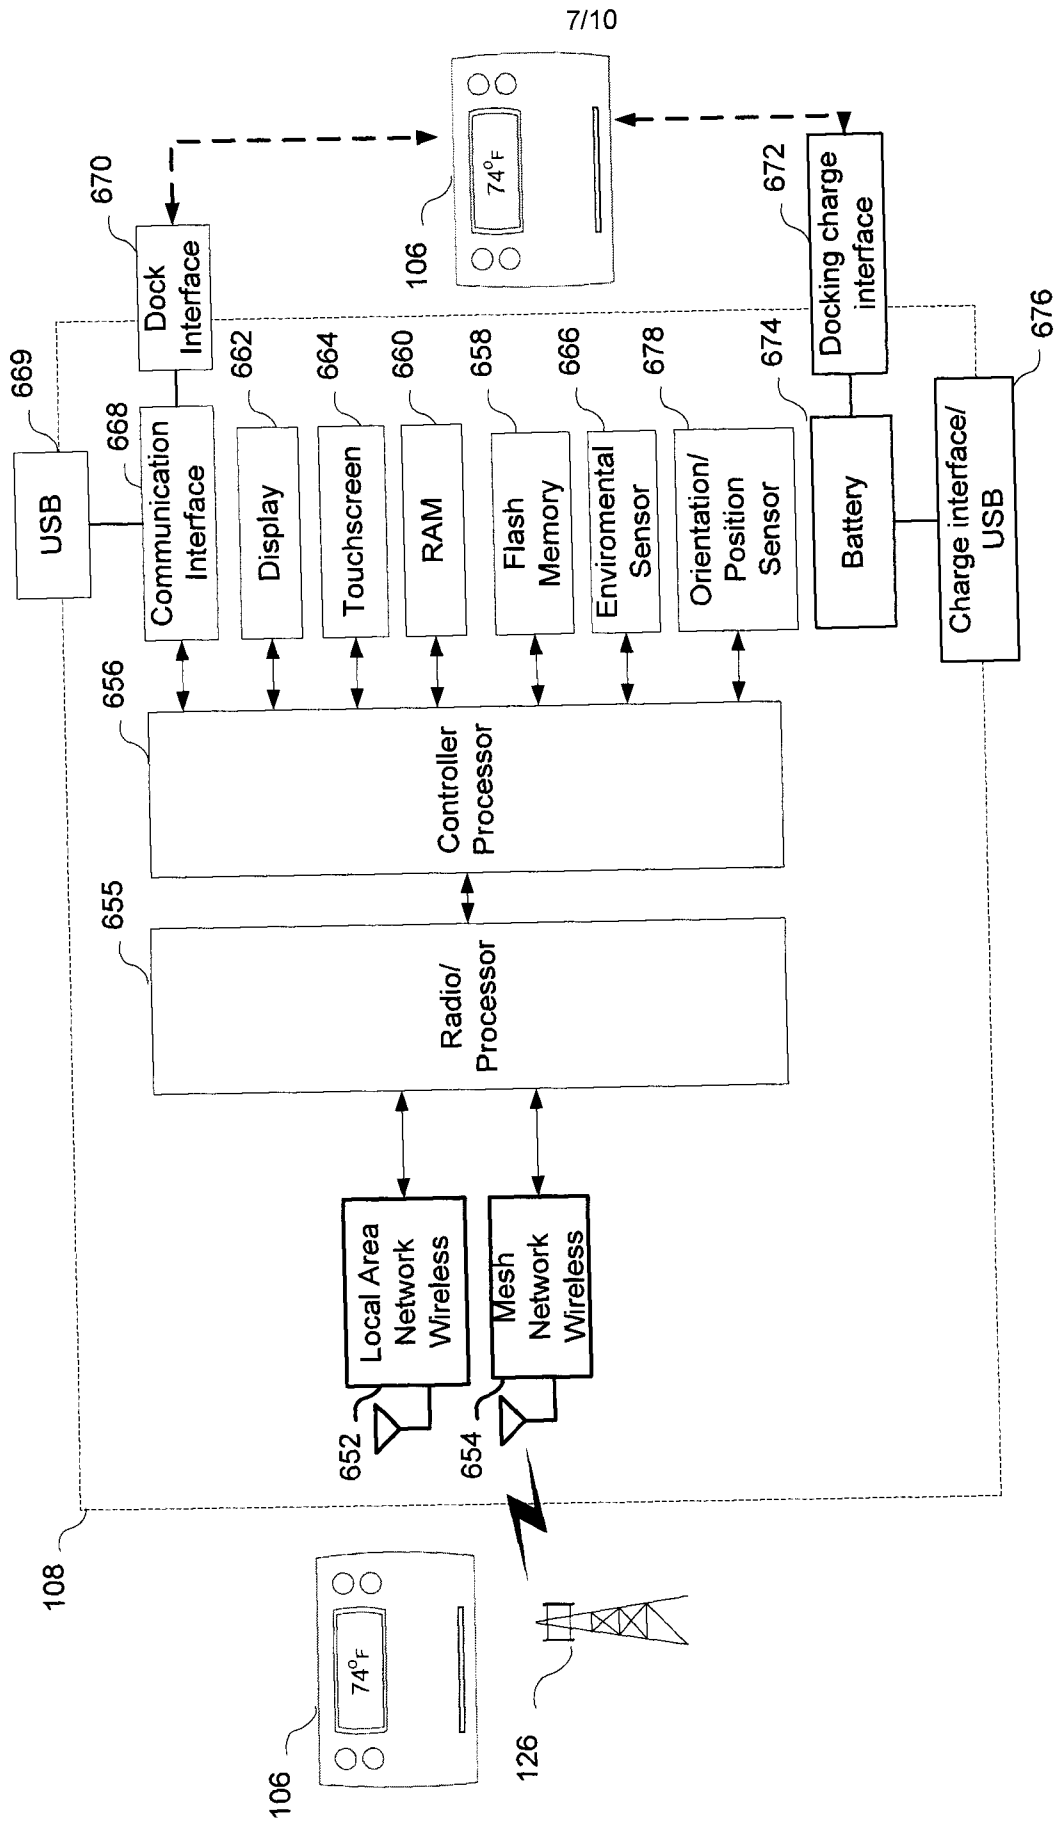 7/10
669
USB
670
Dock
Interface
668
Communication
Interface
662
Display
664
Touchscreen
660
RAM
658
Flash
Memory
666
Enviromental
Sensor
678
Orientation/
Position
Sensor
674
Battery
672
Docking charge
interface
676
Charge interface/
USB
106
74°F
656
Controller
Processor
655
Radio/
Processor
652
Local Area
Network
Wireless
654
Mesh
Network
Wireless
108
106
74°F
126